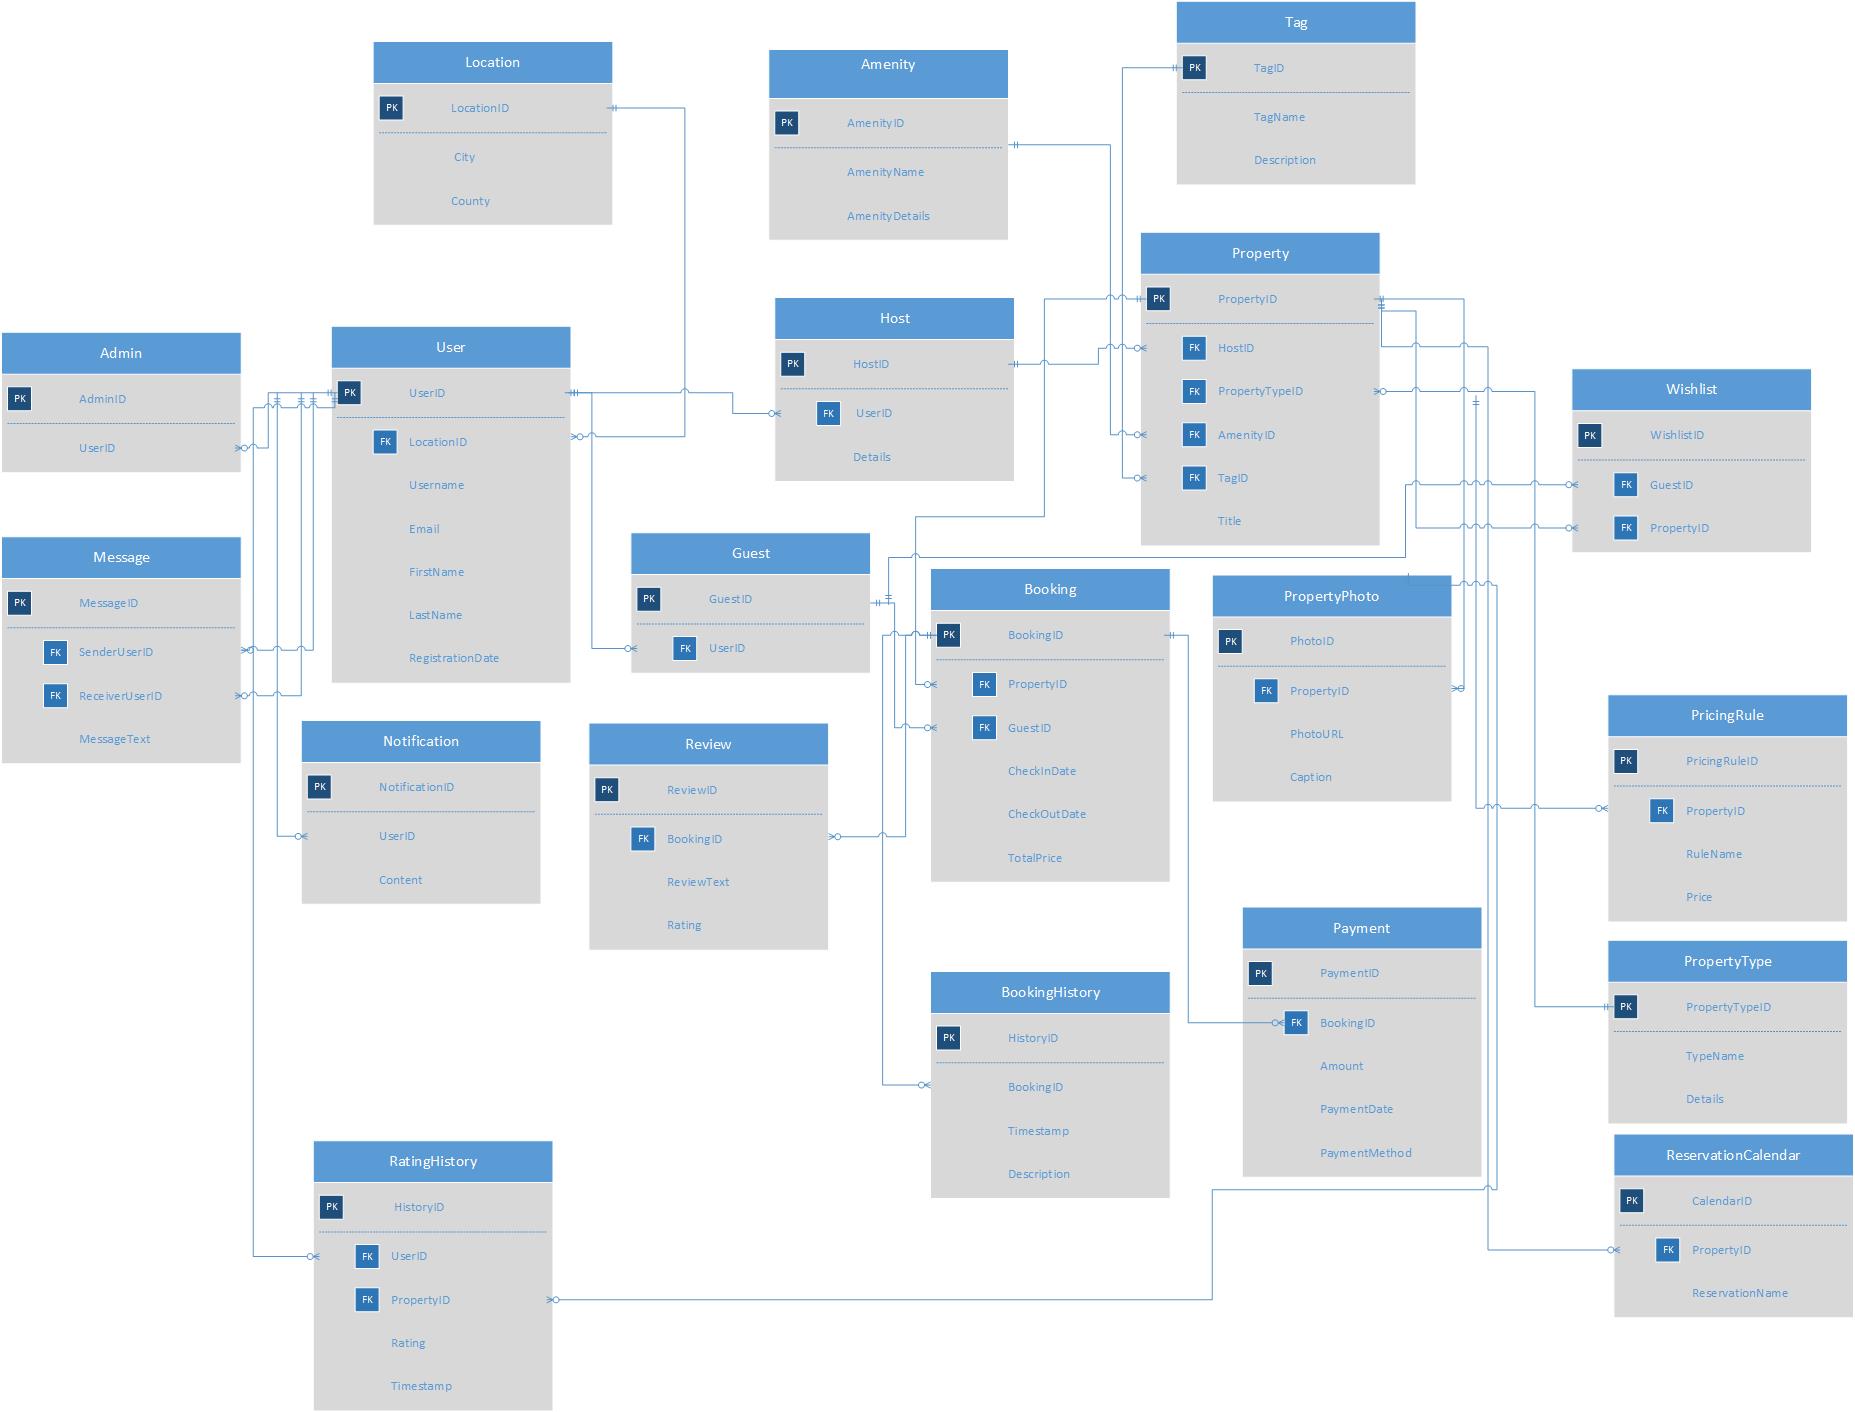 Tag
PK TagID
TagName
Description
Location
PK LocationID
City
County
Amenity
PK AmenityID
AmenityName
AmenityDetails
Property
PK PropertyID
FK HostID
FK PropertyTypeID
FK AmenityID
FK TagID
Title
Host
PK HostID
FK UserID
Details
Admin
PK AdminID
UserID
User
PK UserID
FK LocationID
Username
Email
FirstName
LastName
RegistrationDate
Wishlist
PK WishlistID
FK GuestID
FK PropertyID
Message
PK MessageID
FK SenderUserID
FK ReceiverUserID
MessageText
Guest
PK GuestID
FK UserID
Booking
PK BookingID
FK PropertyID
FK GuestID
CheckInDate
CheckOutDate
TotalPrice
PropertyPhoto
PK PhotoID
FK PropertyID
PhotoURL
Caption
PricingRule
PK PricingRuleID
FK PropertyID
RuleName
Price
Notification
PK NotificationID
UserID
Content
Review
PK ReviewID
FK BookingID
ReviewText
Rating
Payment
PK PaymentID
FK BookingID
Amount
PaymentDate
PaymentMethod
PropertyType
PK PropertyTypeID
TypeName
Details
BookingHistory
PK HistoryID
BookingID
Timestamp
Description
RatingHistory
PK HistoryID
FK UserID
FK PropertyID
Rating
Timestamp
ReservationCalendar
PK CalendarID
FK PropertyID
ReservationName